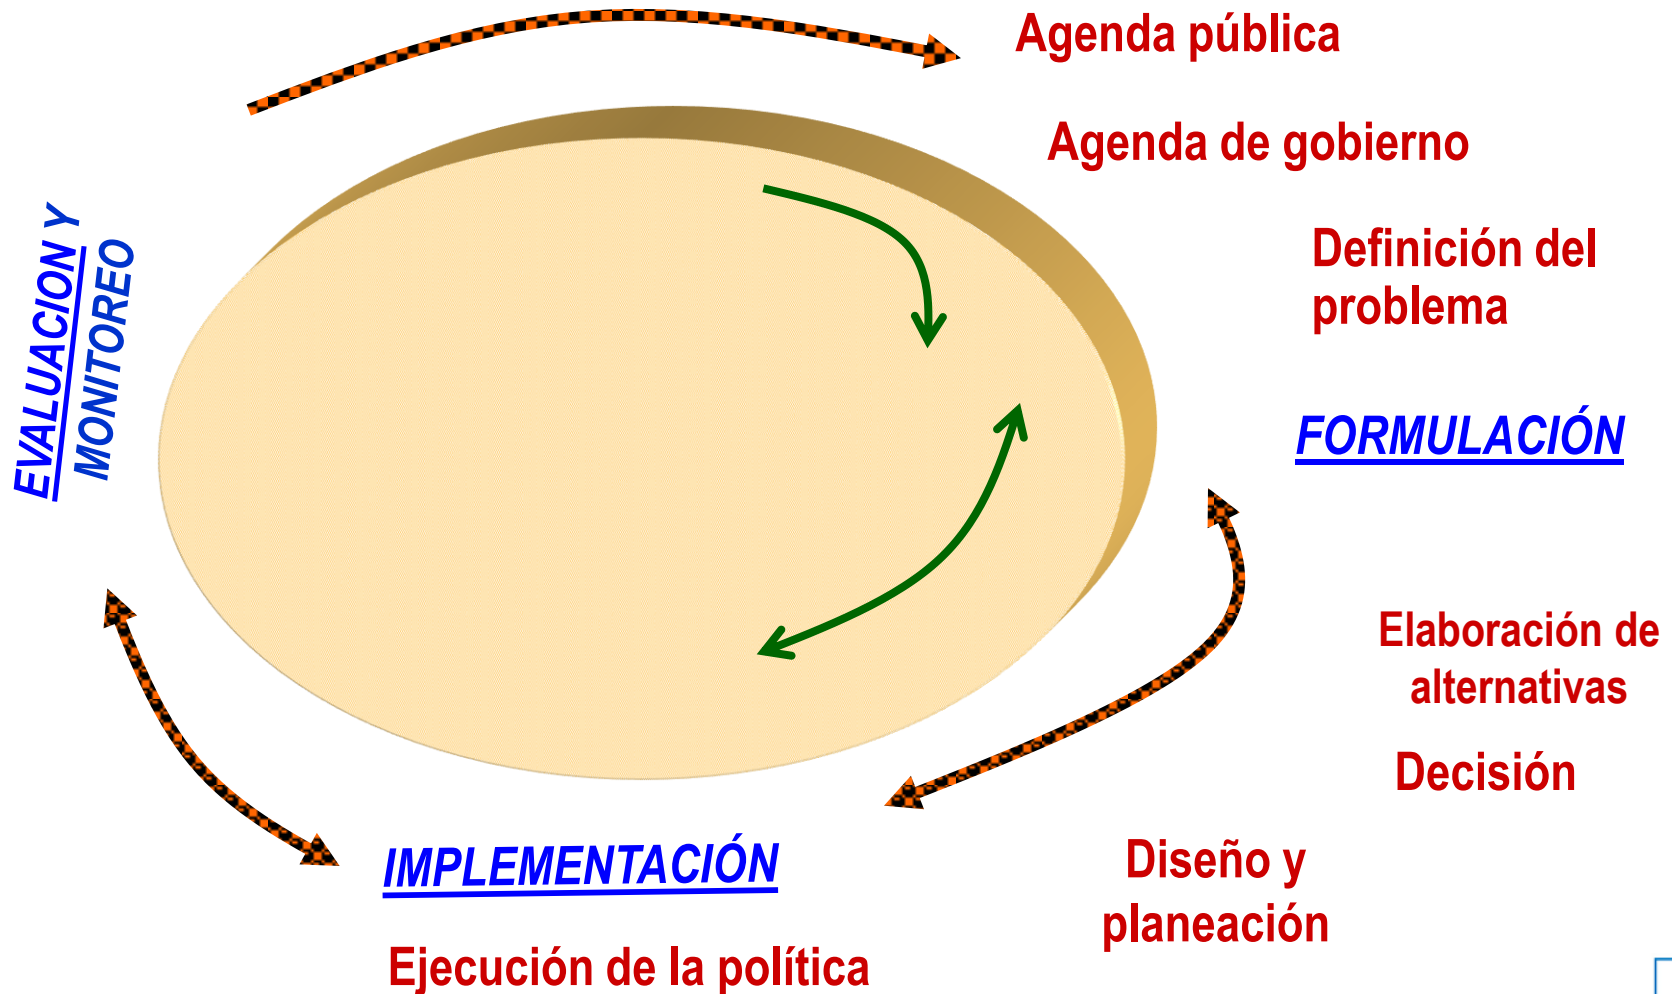 Agenda pública
Agenda de gobierno
Definición del
problema
FORMULACIÓN
Elaboración de
alternativas
Decisión
Diseño y
planeación
IMPLEMENTACIÓN
Ejecución de la política
EVALUACION Y
MONITOREO